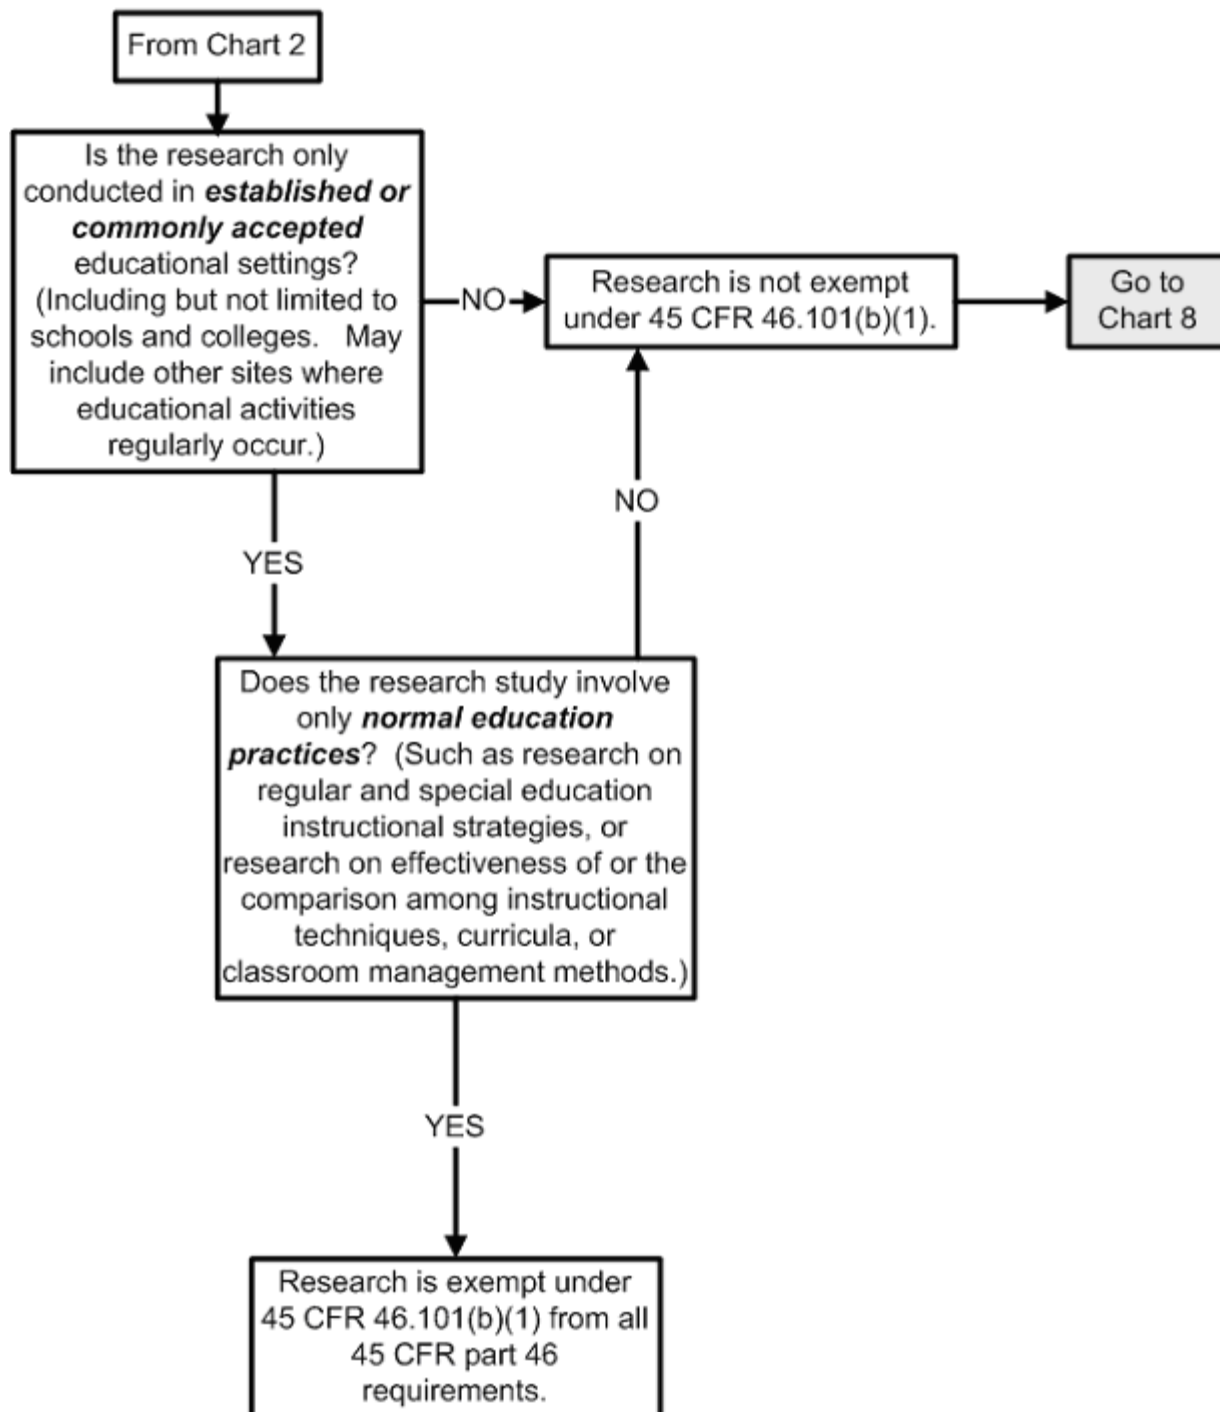 From Chart 2
Is the research only
conducted in established or
commonly accepted
educational settings?
(Including but not limited to
schools and colleges.   May
include other sites where
educational activities
regularly occur.)
NO
Research is not exempt
under 45 CFR 46.101(b)(1).
Go to
Chart 8
NO
YES
Does the research study involve
only normal education
practices?  (Such as research on
regular and special education
instructional strategies, or
research on effectiveness of or the
comparison among instructional
techniques, curricula, or
classroom management methods.)
YES
Research is exempt under
45 CFR 46.101(b)(1) from all
45 CFR part 46
requirements.